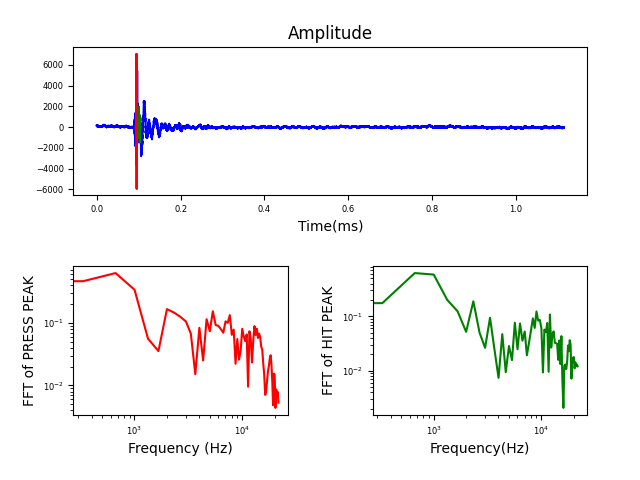 Amplitude
6000
4000
2000
0
−2000
−4000
−6000
0.0 0.2 0.4 0.6 0.8 1.0
Time(ms)
FFT of PRESS PEAK
10⁻¹
10⁻²
10³ 10⁴
Frequency (Hz)
FFT of HIT PEAK
10⁻¹
10⁻²
10³ 10⁴
Frequency(Hz)